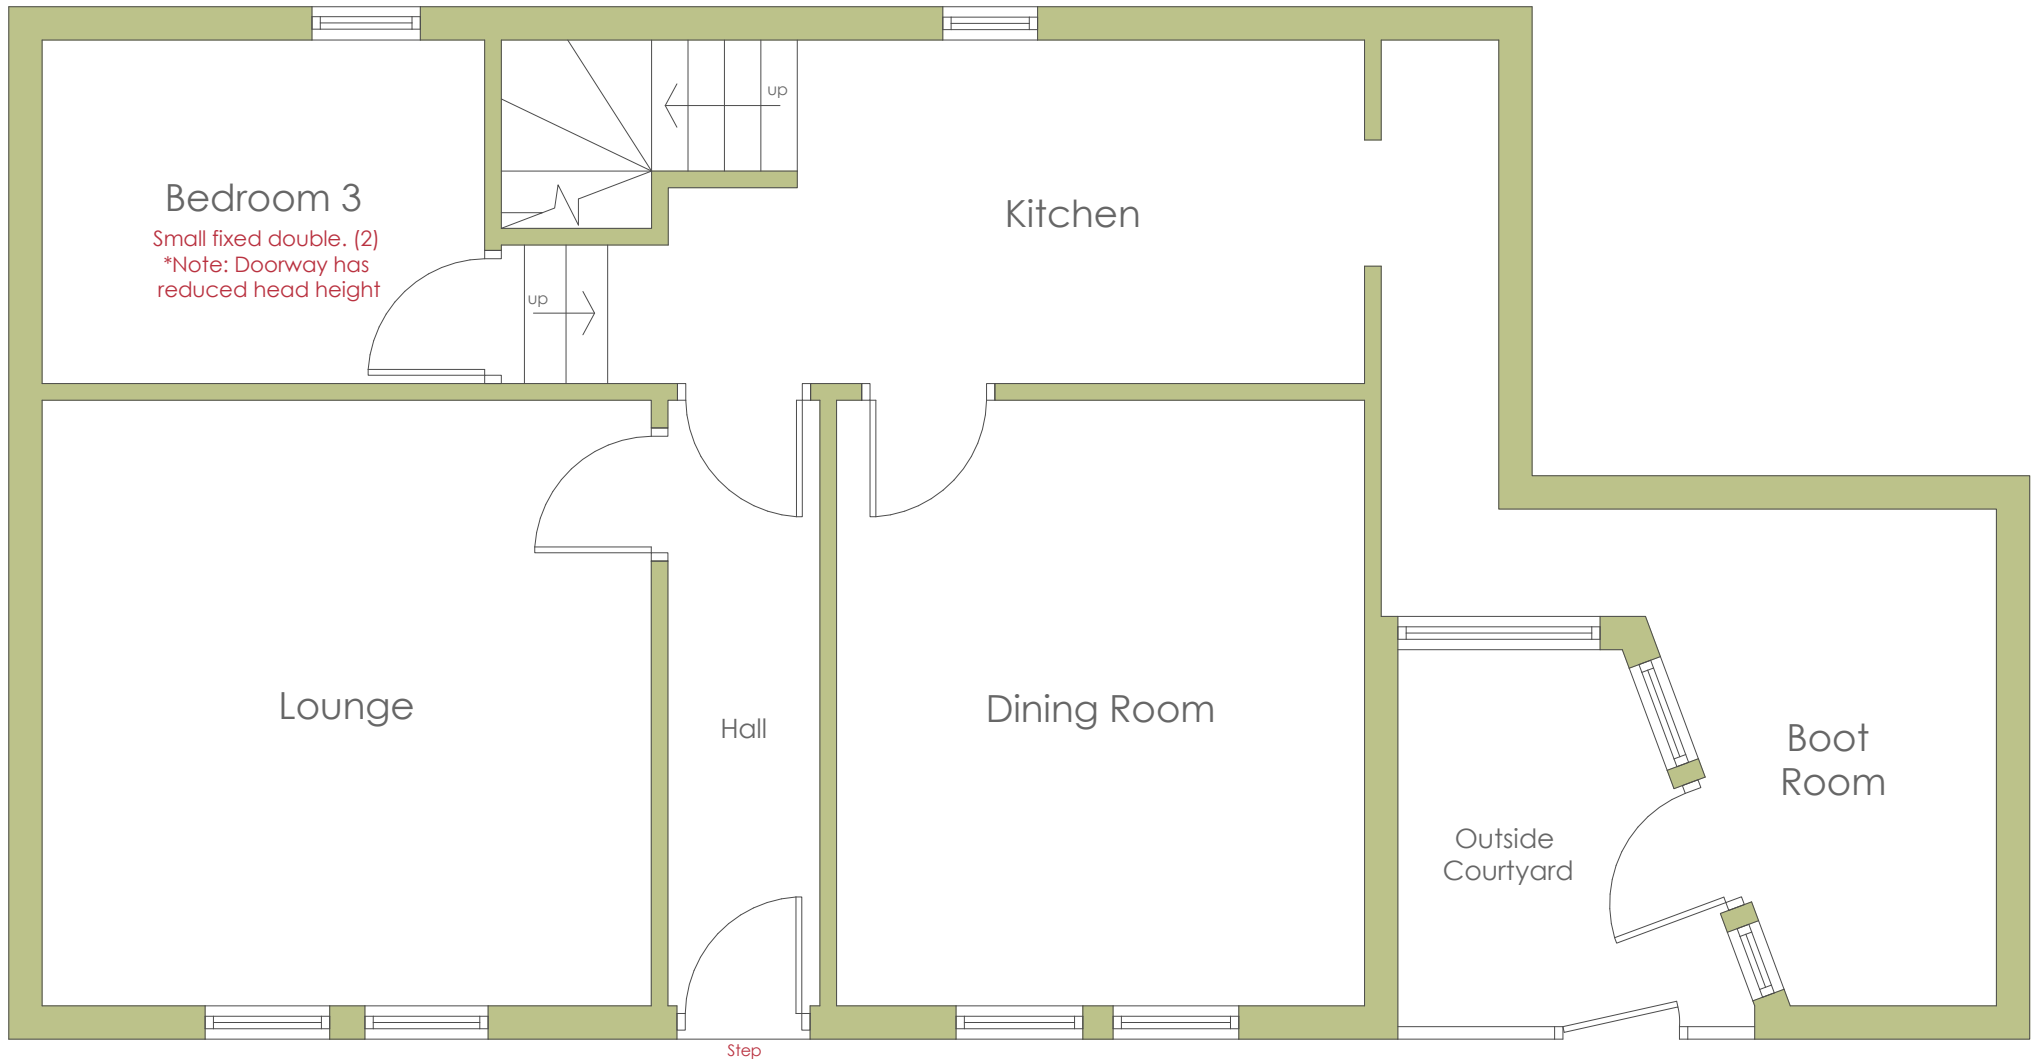 up
Bedroom 3
Small fixed double. (2)
*Note: Doorway has
reduced head height
Kitchen
up
Lounge
Hall
Dining Room
Boot
Room
Outside
Courtyard
Step